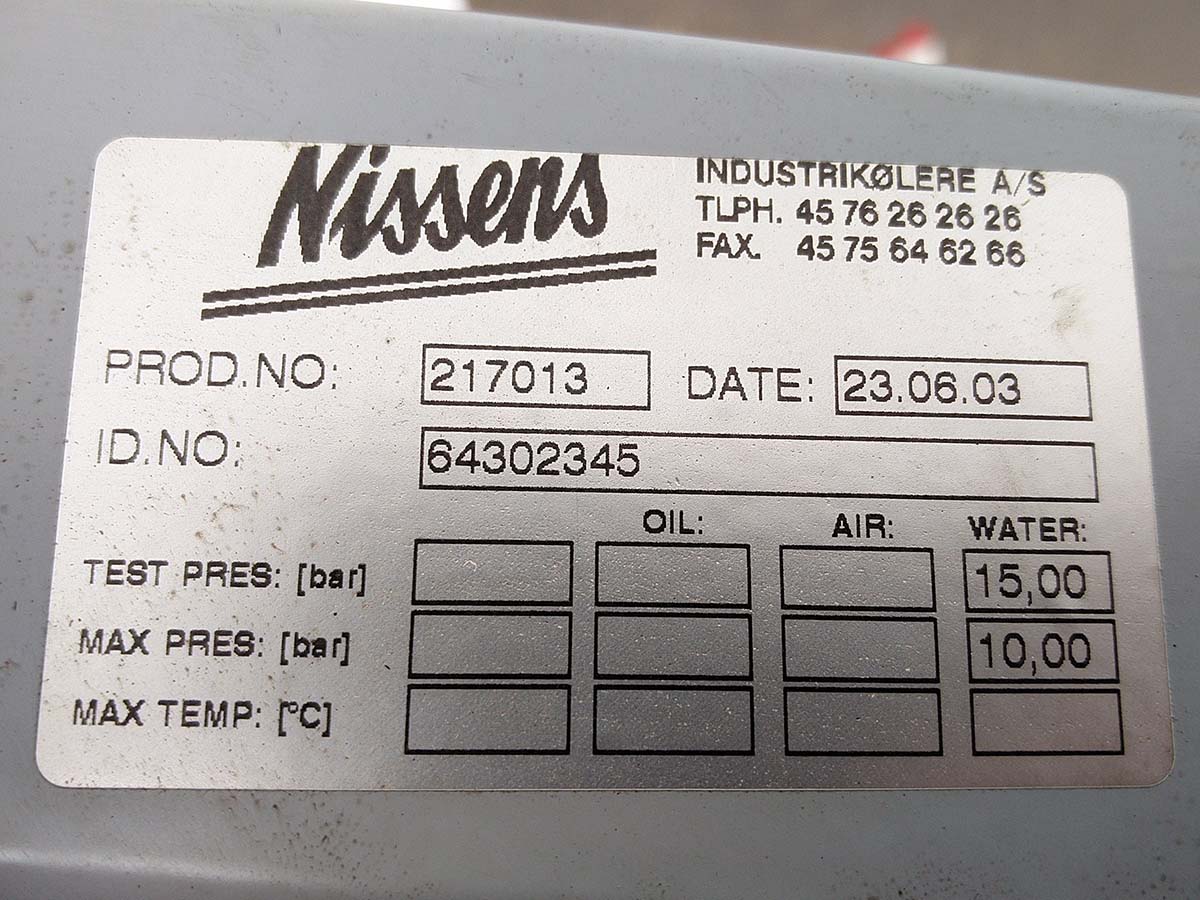 Nissens
INDUSTRIKØLERE A/S
TLPH. 45 76 26 26 26
FAX. 45 75 64 62 66
PROD.NO: 217013 DATE: 23.06.03
ID.NO: 64302345
OIL: AIR: WATER:
TEST PRES: [bar] 15,00
MAX PRES: [bar] 10,00
MAX TEMP: [°C]